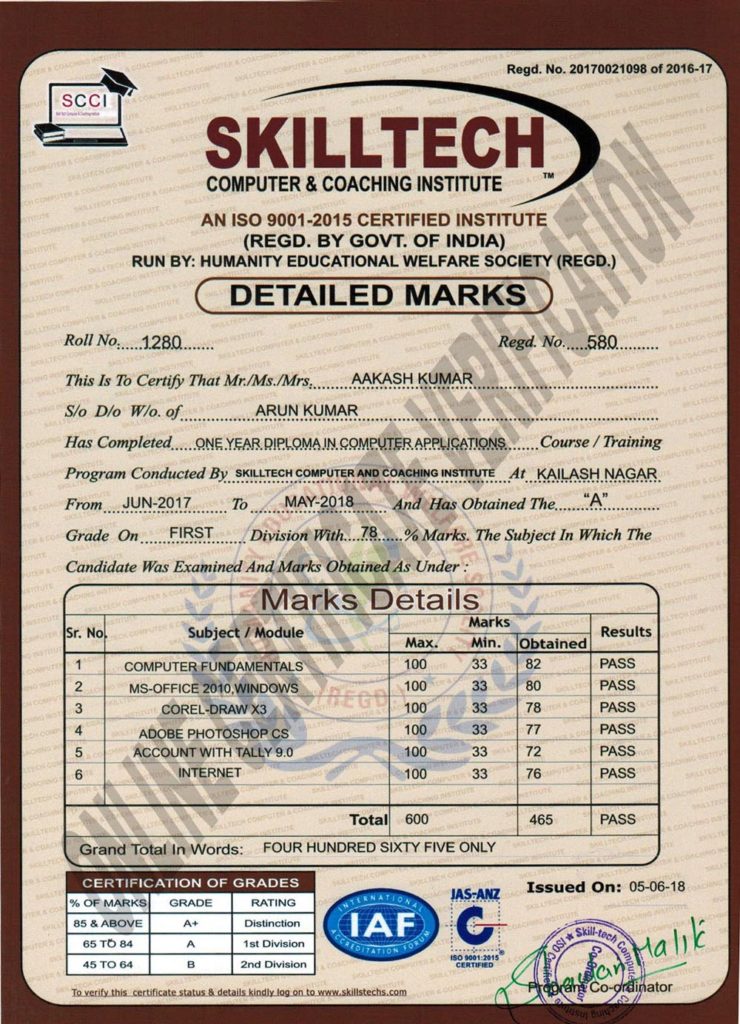 Regd. No. 20170021098 of 2016-17
SCCI
SKILLTECH
COMPUTER & COACHING INSTITUTE ™
AN ISO 9001-2015 CERTIFIED INSTITUTE
(REGD. BY GOVT. OF INDIA)
RUN BY: HUMANITY EDUCATIONAL WELFARE SOCIETY (REGD.)
DETAILED MARKS
Roll No. 1280 Regd. No. 580
This Is To Certify That Mr./Ms./Mrs. AAKASH KUMAR
S/o D/o W/o. of ARUN KUMAR
Has Completed ONE YEAR DIPLOMA IN COMPUTER APPLICATIONS Course / Training
Program Conducted By SKILLTECH COMPUTER AND COACHING INSTITUTE At KAILASH NAGAR
From JUN-2017 To MAY-2018 And Has Obtained The "A"
Grade On FIRST Division With 78 % Marks. The Subject In Which The
Candidate Was Examined And Marks Obtained As Under :
Marks Details
Sr. No. Subject / Module Marks Results
Max. Min. Obtained
1 COMPUTER FUNDAMENTALS 100 33 82 PASS
2 MS-OFFICE 2010,WINDOWS 100 33 80 PASS
3 COREL-DRAW X3 100 33 78 PASS
4 ADOBE PHOTOSHOP CS 100 33 77 PASS
5 ACCOUNT WITH TALLY 9.0 100 33 72 PASS
6 INTERNET 100 33 76 PASS
Total 600 465 PASS
Grand Total In Words: FOUR HUNDRED SIXTY FIVE ONLY
ONLINE CERTIFICATE VERIFICATION
CERTIFICATION OF GRADES
% OF MARKS GRADE RATING
85 & ABOVE A+ Distinction
65 TO 84 A 1st Division
45 TO 64 B 2nd Division
INTERNATIONAL
IAF
ACCREDITATION FORUM
JAS-ANZ
ISO 9001:2015
CERTIFIED
Issued On: 05-06-18
Malik
Program Co-ordinator
To verify this certificate status & details kindly log on to www.skilltechs.com